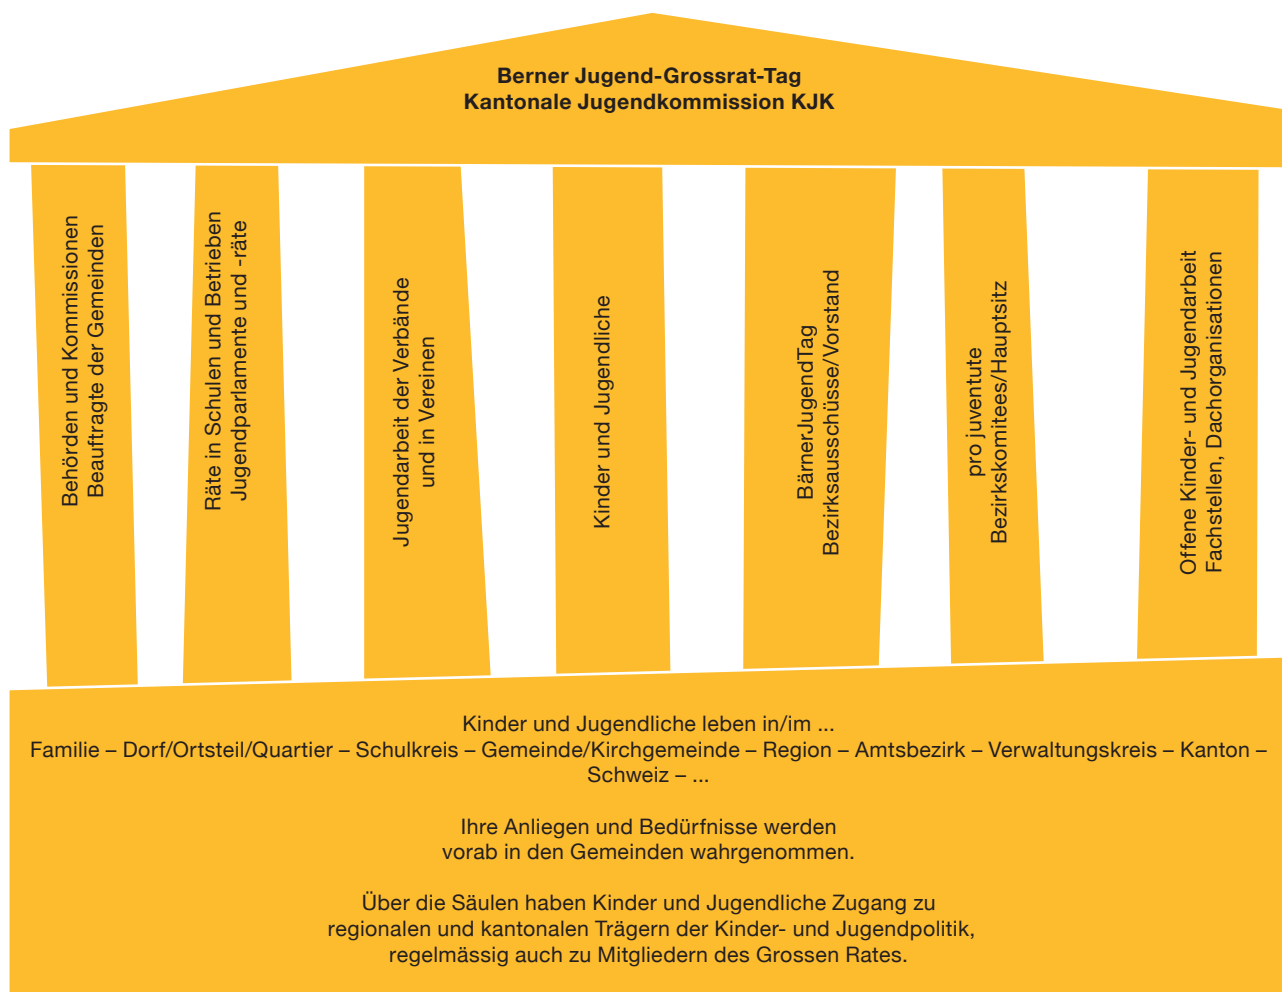 Berner Jugend-Grossrat-Tag
Kantonale Jugendkommission KJK
Behörden und Kommissionen
Beauftragte der Gemeinden
Räte in Schulen und Betrieben
Jugendparlamente und -räte
Jugendarbeit der Verbände
und in Vereinen
Kinder und Jugendliche
BärnerJugendTag
Bezirksausschüsse/Vorstand
pro juventute
Bezirkskomitees/Hauptsitz
Offene Kinder- und Jugendarbeit
Fachstellen, Dachorganisationen
Kinder und Jugendliche leben in/im ...
Familie – Dorf/Ortsteil/Quartier – Schulkreis – Gemeinde/Kirchgemeinde – Region – Amtsbezirk – Verwaltungskreis – Kanton –
Schweiz – ...
Ihre Anliegen und Bedürfnisse werden
vorab in den Gemeinden wahrgenommen.
Über die Säulen haben Kinder und Jugendliche Zugang zu
regionalen und kantonalen Trägern der Kinder- und Jugendpolitik,
regelmässig auch zu Mitgliedern des Grossen Rates.